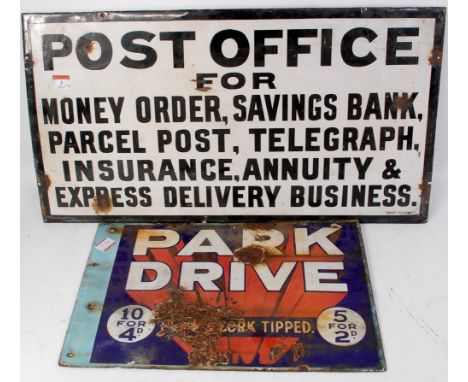 POST OFFICE
FOR
MONEY ORDER, SAVINGS BANK,
PARCEL POST, TELEGRAPH,
INSURANCE, ANNUITY &
EXPRESS DELIVERY BUSINESS.
PARK
DRIVE
CORK TIPPED.
10
FOR
4D
5
FOR
2D.